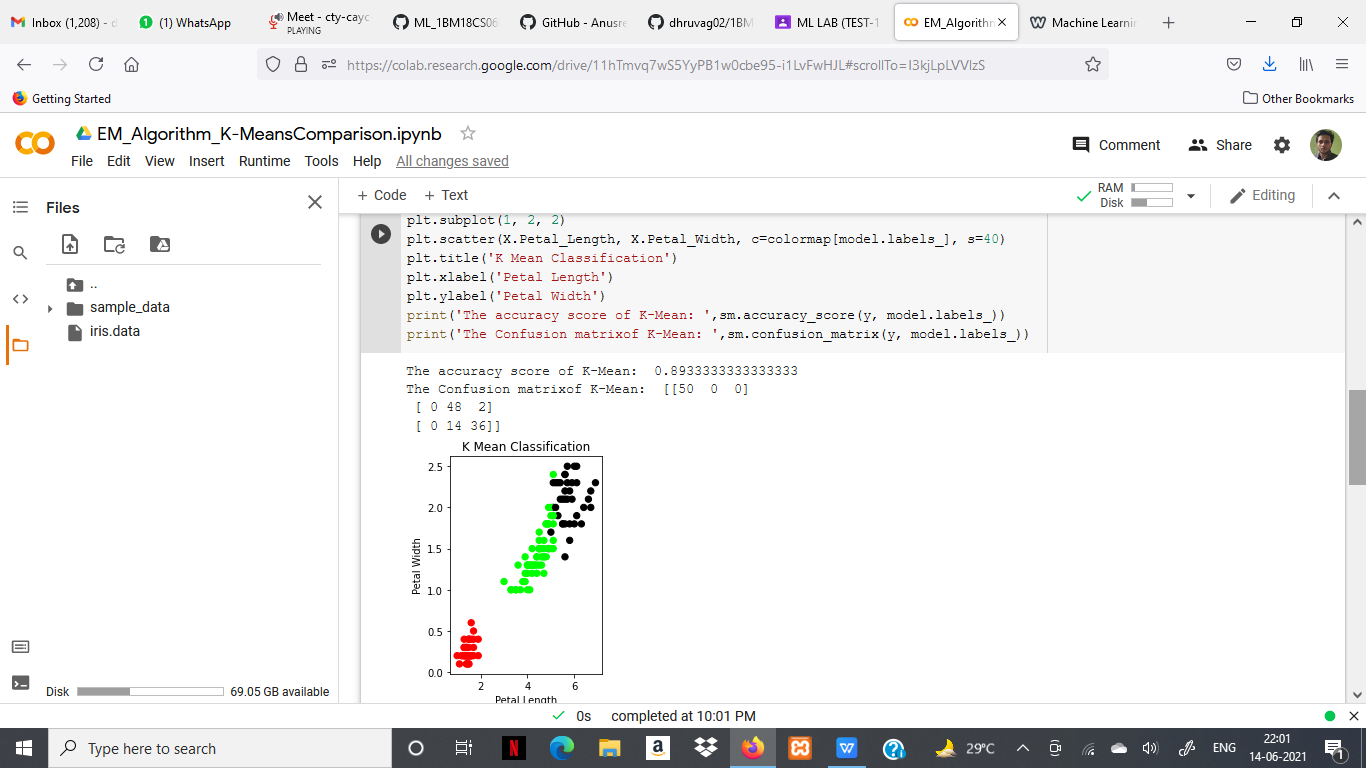 Inbox (1,208) - d
(1) WhatsApp
Meet - cty-cayc
PLAYING
ML_1BM18CS06
GitHub - Anusre
dhruvag02/1BM
ML LAB (TEST-1
EM_Algorithm
Machine Learnin
https://colab.research.google.com/drive/11hTmvq7wS5YyPB1w0cbe95-i1LvFwHJL#scrollTo=I3kjLpLVVlzS
Getting Started
Other Bookmarks
EM_Algorithm_K-MeansComparison.ipynb
File Edit View Insert Runtime Tools Help All changes saved
Comment
Share
Files
+ Code + Text
RAM
Disk
Editing
..
sample_data
iris.data
Disk
69.05 GB available
plt.subplot(1, 2, 2)
plt.scatter(X.Petal_Length, X.Petal_Width, c=colormap[model.labels_], s=40)
plt.title('K Mean Classification')
plt.xlabel('Petal Length')
plt.ylabel('Petal Width')
print('The accuracy score of K-Mean: ',sm.accuracy_score(y, model.labels_))
print('The Confusion matrixof K-Mean: ',sm.confusion_matrix(y, model.labels_))
The accuracy score of K-Mean:  0.8933333333333333
The Confusion matrixof K-Mean:  [[50  0  0]
 [ 0 48  2]
 [ 0 14 36]]
K Mean Classification
2.5
2.0
1.5
1.0
0.5
0.0
Petal Width
2 4 6
Petal Length
0s completed at 10:01 PM
Type here to search
29°C
ENG
22:01
14-06-2021
1